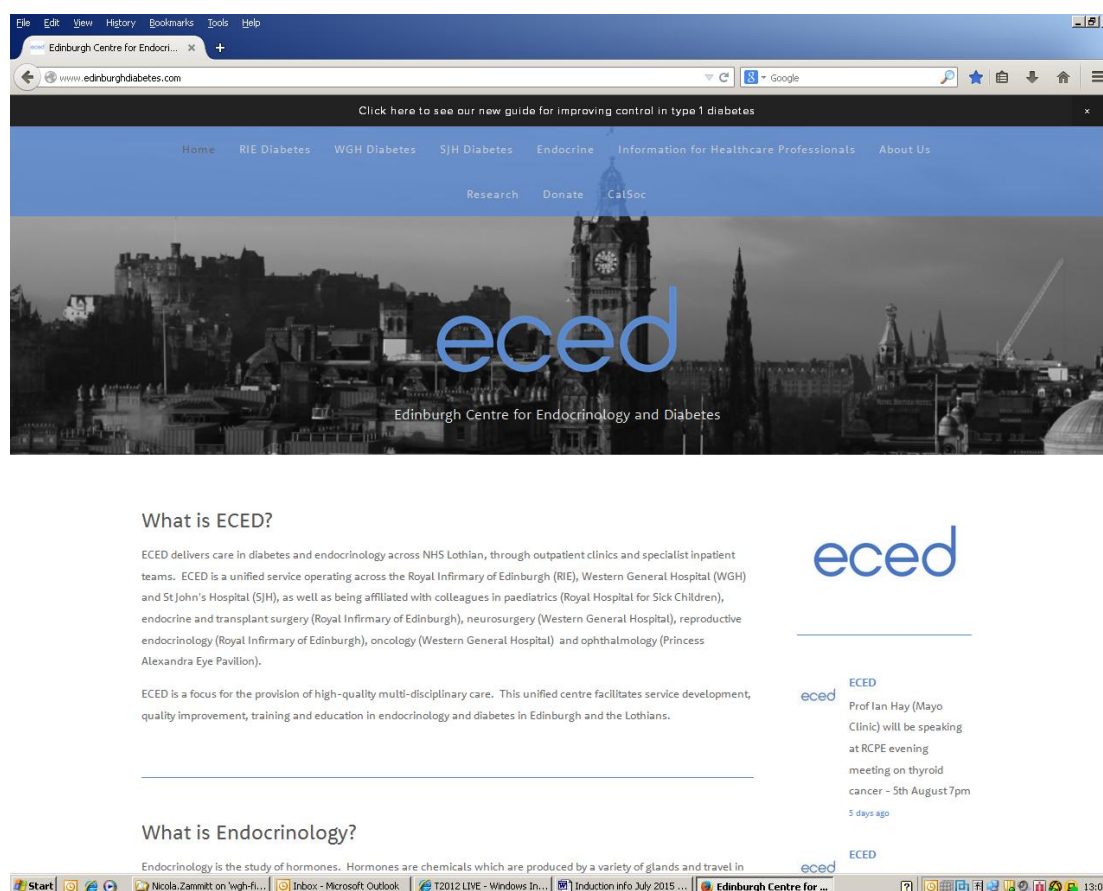 File Edit View History Bookmarks Tools Help
Edinburgh Centre for Endocri... × +
www.edinburghdiabetes.com
Google
Click here to see our new guide for improving control in type 1 diabetes ×
Home RIE Diabetes WGH Diabetes SJH Diabetes Endocrine Information for Healthcare Professionals About Us
Research Donate CalSoc
eced
Edinburgh Centre for Endocrinology and Diabetes
What is ECED?
ECED delivers care in diabetes and endocrinology across NHS Lothian, through outpatient clinics and specialist inpatient
teams. ECED is a unified service operating across the Royal Infirmary of Edinburgh (RIE), Western General Hospital (WGH)
and St John's Hospital (SJH), as well as being affiliated with colleagues in paediatrics (Royal Hospital for Sick Children),
endocrine and transplant surgery (Royal Infirmary of Edinburgh), neurosurgery (Western General Hospital), reproductive
endocrinology (Royal Infirmary of Edinburgh), oncology (Western General Hospital) and ophthalmology (Princess
Alexandra Eye Pavilion).
ECED is a focus for the provision of high-quality multi-disciplinary care. This unified centre facilitates service development,
quality improvement, training and education in endocrinology and diabetes in Edinburgh and the Lothians.
What is Endocrinology?
Endocrinology is the study of hormones. Hormones are chemicals which are produced by a variety of glands and travel in
eced
eced
ECED
Prof Ian Hay (Mayo
Clinic) will be speaking
at RCPE evening
meeting on thyroid
cancer - 5th August 7pm
5 days ago
eced
ECED
Start Nicola.Zammitt on 'wgh-fi... Inbox - Microsoft Outlook T2012 LIVE - Windows In... Induction info July 2015 ... Edinburgh Centre for ...